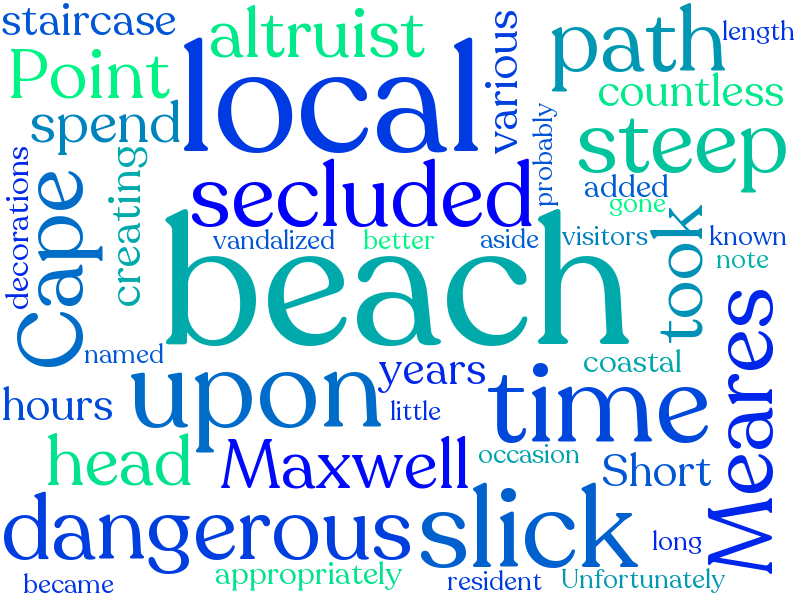 staircase
altruist
local
various
path
length
Point
countless
spend
steep
probably
decorations
Cape
creating
secluded
added
gone
took
vandalized
better
aside
visitors
known
note
beach
named
Meares
upon
years
coastal
time
hours
little
head
Maxwell
occasion
Short
dangerous
slick
long
appropriately
became
resident
Unfortunately